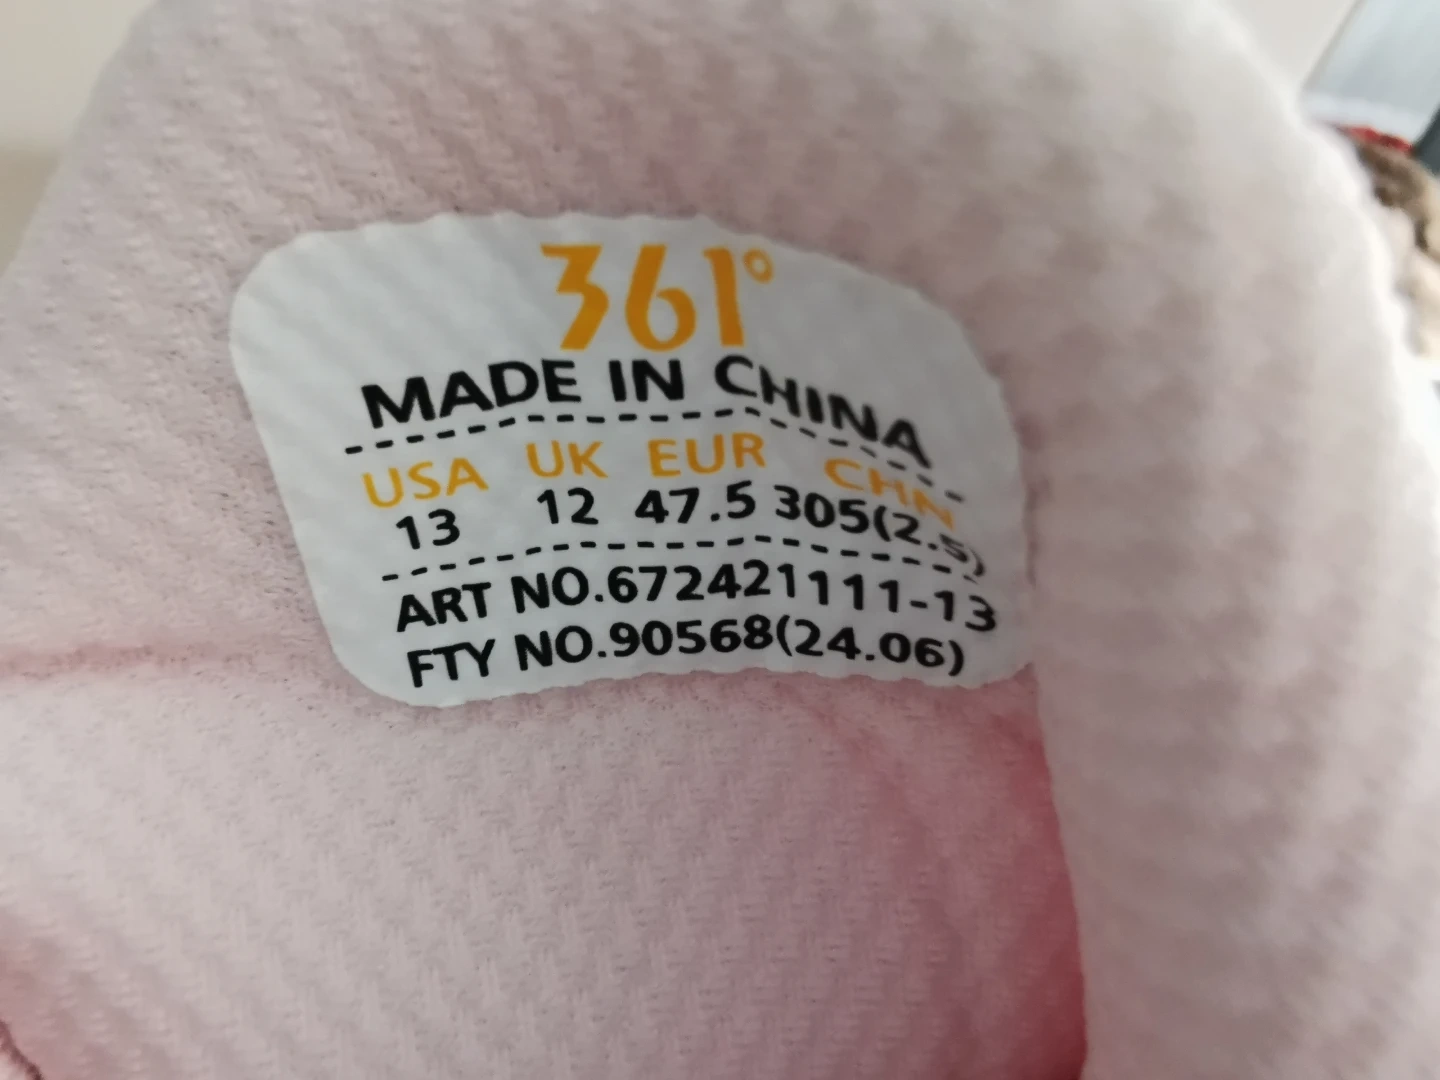 361°
MADE IN CHINA
USA UK EUR CHN
13 12 47.5 305(2.5)
ART NO.672421111-13
FTY NO.90568(24.06)